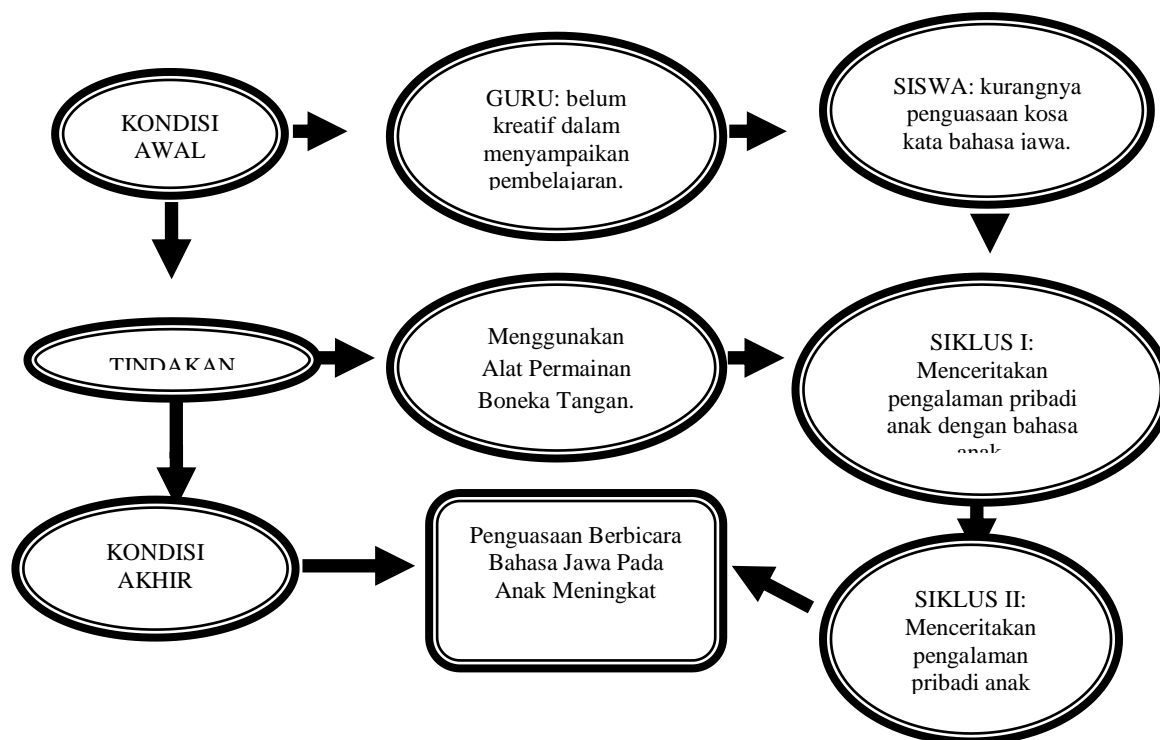 KONDISI
AWAL
GURU: belum
kreatif dalam
menyampaikan
pembelajaran.
SISWA: kurangnya
penguasaan kosa
kata bahasa jawa.
TINDAKAN
Menggunakan
Alat Permainan
Boneka Tangan.
SIKLUS I:
Menceritakan
pengalaman pribadi
anak dengan bahasa
anak
KONDISI
AKHIR
Penguasaan Berbicara
Bahasa Jawa Pada
Anak Meningkat
SIKLUS II:
Menceritakan
pengalaman
pribadi anak